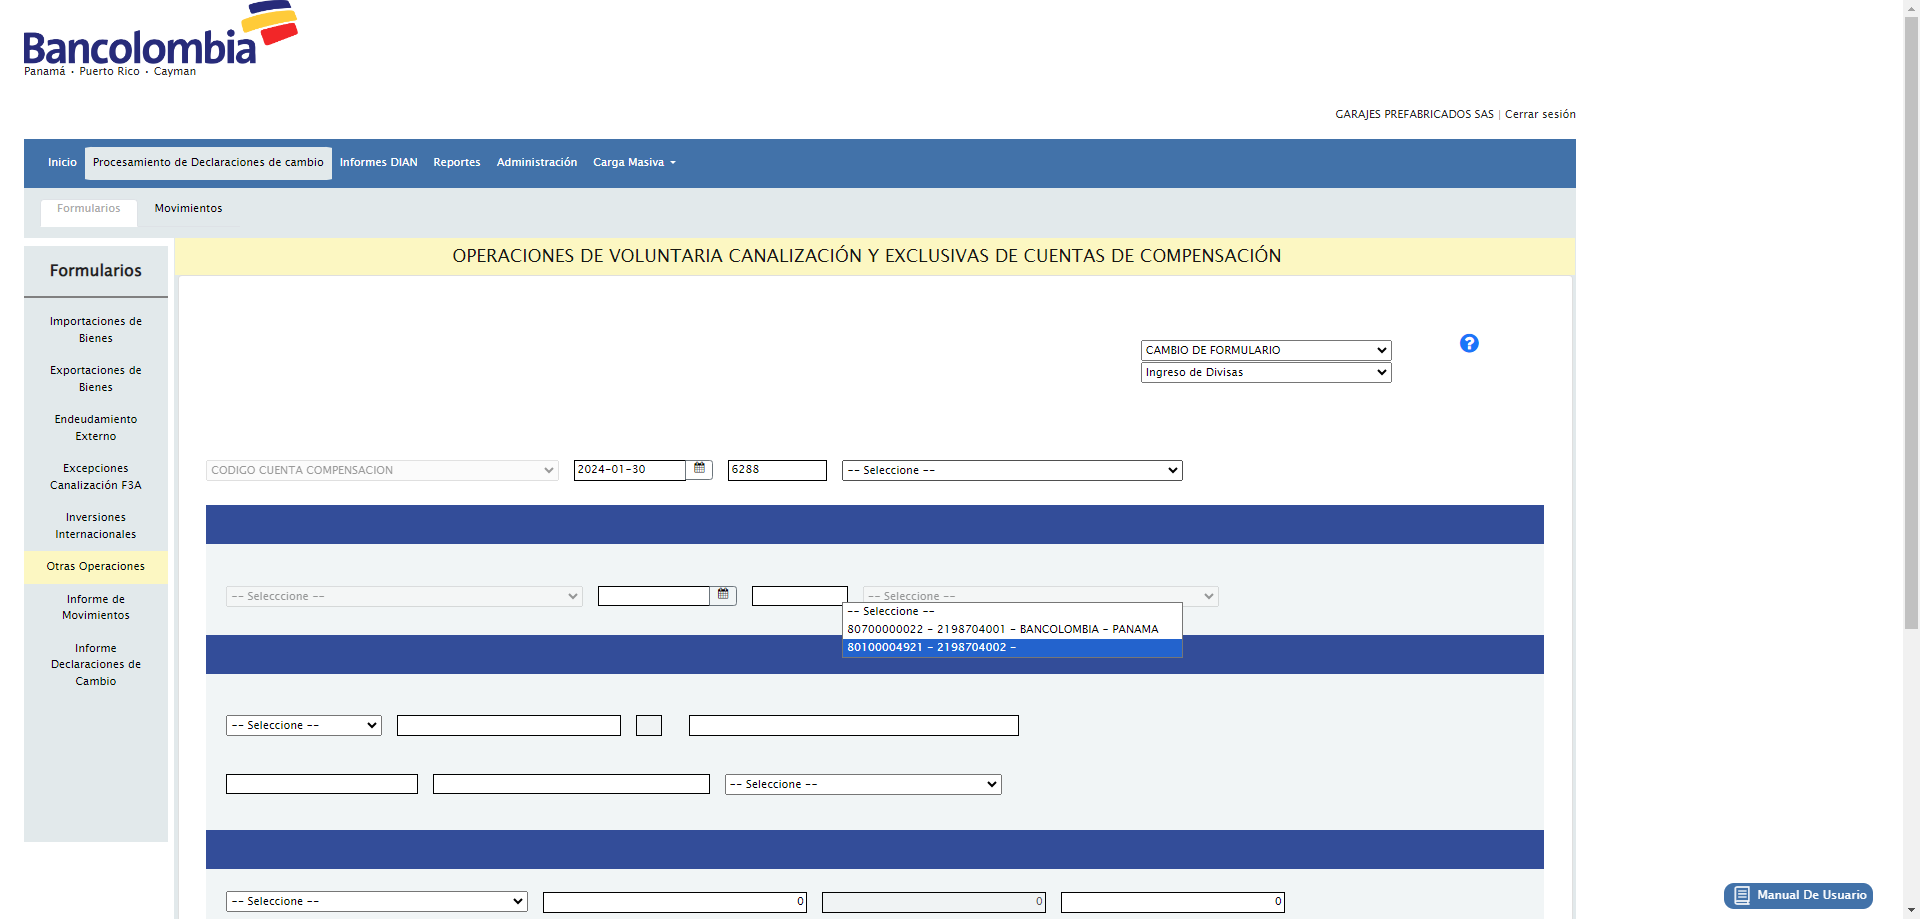 Bancolombia
Panamá • Puerto Rico • Cayman
GARAJES PREFABRICADOS SAS | Cerrar sesión
Inicio
Procesamiento de Declaraciones de cambio
Informes DIAN
Reportes
Administración
Carga Masiva
Formularios
Movimientos
Formularios
Importaciones de
Bienes
Exportaciones de
Bienes
Endeudamiento
Externo
Excepciones
Canalización F3A
Inversiones
Internacionales
Otras Operaciones
Informe de
Movimientos
Informe
Declaraciones de
Cambio
OPERACIONES DE VOLUNTARIA CANALIZACIÓN Y EXCLUSIVAS DE CUENTAS DE COMPENSACIÓN
CAMBIO DE FORMULARIO
?
Ingreso de Divisas
CODIGO CUENTA COMPENSACION
2024-01-30
6288
-- Seleccione --
-- Selecccione --
-- Seleccione --
-- Seleccione --
80700000022 - 2198704001 - BANCOLOMBIA - PANAMA
80100004921 - 2198704002 -
-- Seleccione --
-- Seleccione --
-- Seleccione --
0
0
0
Manual De Usuario